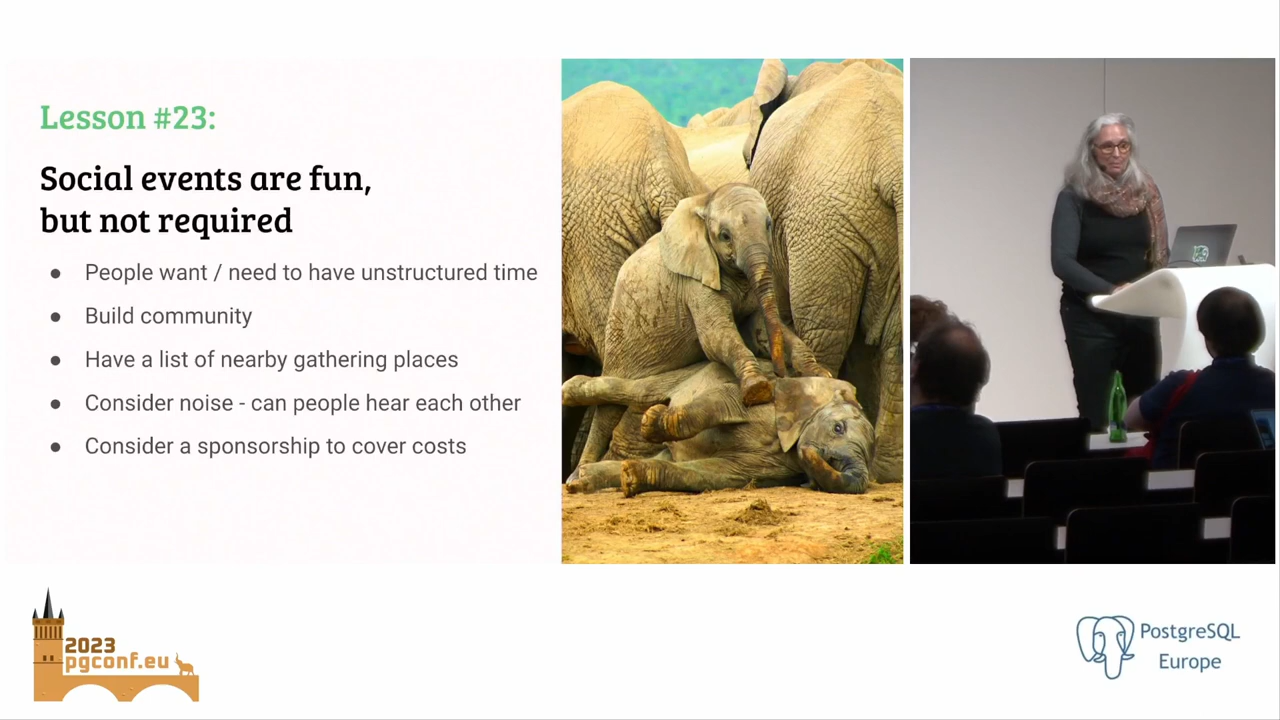 Lesson #23:
Social events are fun,
but not required
● People want / need to have unstructured time
● Build community
● Have a list of nearby gathering places
● Consider noise - can people hear each other
● Consider a sponsorship to cover costs
2023
pgconf.eu
PostgreSQL
Europe